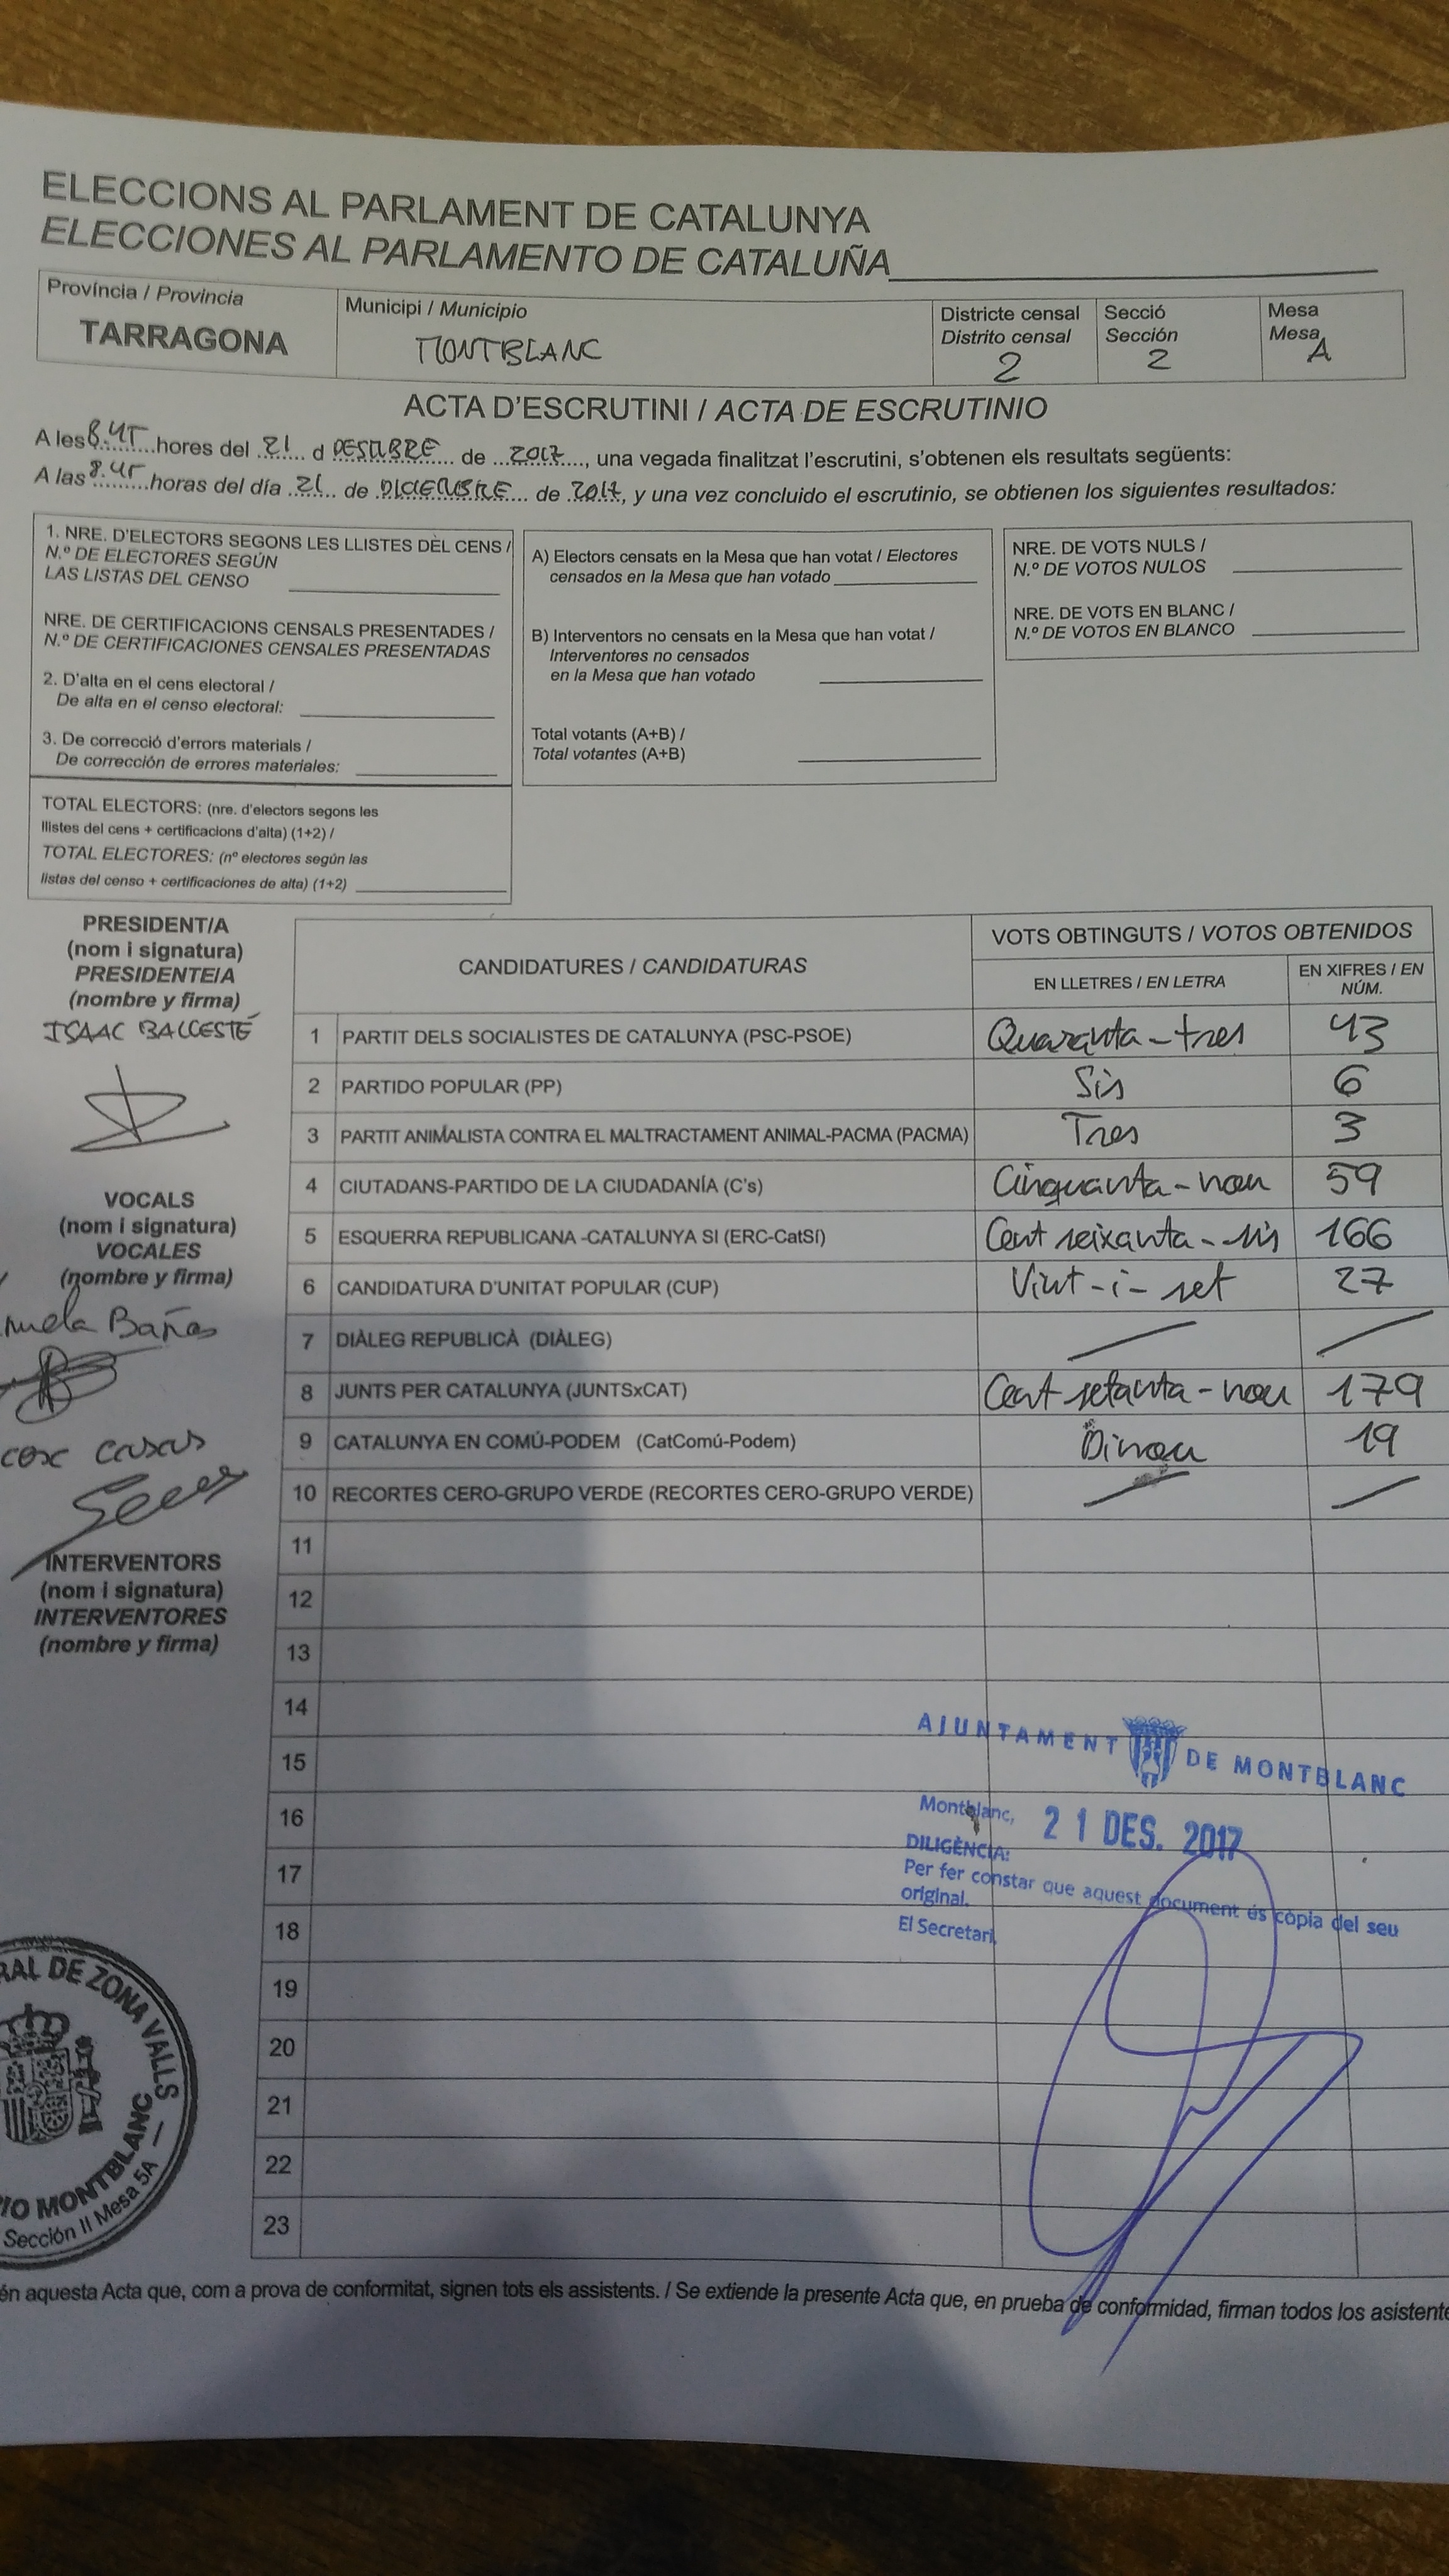 ELECCIONS AL PARLAMENT DE CATALUNYA
ELECCIONES AL PARLAMENTO DE CATALUÑA
Província / Provincia
TARRAGONA
Municipi / Municipio
MONTBLANC
Districte censal
Distrito censal
2
Secció
Sección
2
Mesa
Mesa
A
ACTA D'ESCRUTINI / ACTA DE ESCRUTINIO
A les 8.45 hores del 21 d DESEMBRE de 2017, una vegada finalitzat l'escrutini, s'obtenen els resultats següents:
A las 8.45 horas del día 21 de DICIEMBRE de 2017, y una vez concluido el escrutinio, se obtienen los siguientes resultados:
1. NRE. D'ELECTORS SEGONS LES LLISTES DEL CENS /
N.º DE ELECTORES SEGÚN
LAS LISTAS DEL CENSO
NRE. DE CERTIFICACIONS CENSALS PRESENTADES /
N.º DE CERTIFICACIONES CENSALES PRESENTADAS
2. D'alta en el cens electoral /
De alta en el censo electoral:
3. De correcció d'errors materials /
De corrección de errores materiales:
TOTAL ELECTORS: (nre. d'electors segons les
llistes del cens + certificacions d'alta) (1+2) /
TOTAL ELECTORES: (nº electores según las
listas del censo + certificaciones de alta) (1+2)
A) Electors censats en la Mesa que han votat / Electores
censados en la Mesa que han votado
B) Interventors no censats en la Mesa que han votat /
Interventores no censados
en la Mesa que han votado
Total votants (A+B) /
Total votantes (A+B)
NRE. DE VOTS NULS /
N.º DE VOTOS NULOS
NRE. DE VOTS EN BLANC /
N.º DE VOTOS EN BLANCO
PRESIDENT/A
(nom i signatura)
PRESIDENTE/A
(nombre y firma)
ISAAC BALLESTÉ
VOCALS
(nom i signatura)
VOCALES
(nombre y firma)
Baños
INTERVENTORS
(nom i signatura)
INTERVENTORES
(nombre y firma)
CANDIDATURES / CANDIDATURAS
VOTS OBTINGUTS / VOTOS OBTENIDOS
EN LLETRES / EN LETRA
EN XIFRES / EN
NÚM.
1 PARTIT DELS SOCIALISTES DE CATALUNYA (PSC-PSOE) Quaranta-tres 43
2 PARTIDO POPULAR (PP) Sis 6
3 PARTIT ANIMALISTA CONTRA EL MALTRACTAMENT ANIMAL-PACMA (PACMA) Tres 3
4 CIUTADANS-PARTIDO DE LA CIUDADANÍA (C's) Cinquanta-nou 59
5 ESQUERRA REPUBLICANA -CATALUNYA SI (ERC-CatSí) Cent seixanta-sis 166
6 CANDIDATURA D'UNITAT POPULAR (CUP) Vint-i-set 27
7 DIÀLEG REPUBLICÀ (DIÀLEG)
8 JUNTS PER CATALUNYA (JUNTSxCAT) Cent setanta-nou 179
9 CATALUNYA EN COMÚ-PODEM (CatComú-Podem) Dinou 19
10 RECORTES CERO-GRUPO VERDE (RECORTES CERO-GRUPO VERDE)
11
12
13
14
15
16
17
18
19
20
21
22
23
AJUNTAMENT DE MONTBLANC
Montblanc, 21 DES. 2017
DILIGÈNCIA:
Per fer constar que aquest document és còpia del seu
original.
El Secretari,
RAL DE ZONA VALLS
IO MONTBLANC
Sección II Mesa 5A
én aquesta Acta que, com a prova de conformitat, signen tots els assistents. / Se extiende la presente Acta que, en prueba de conformidad, firman todos los asistente